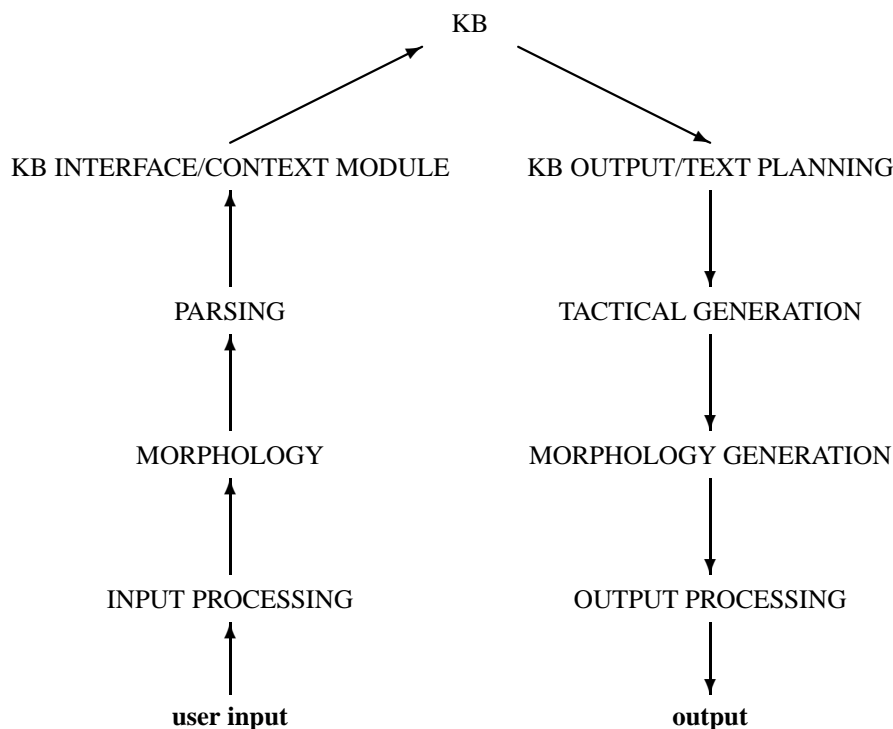 KB
KB INTERFACE/CONTEXT MODULE
KB OUTPUT/TEXT PLANNING
PARSING
TACTICAL GENERATION
MORPHOLOGY
MORPHOLOGY GENERATION
INPUT PROCESSING
OUTPUT PROCESSING
user input
output